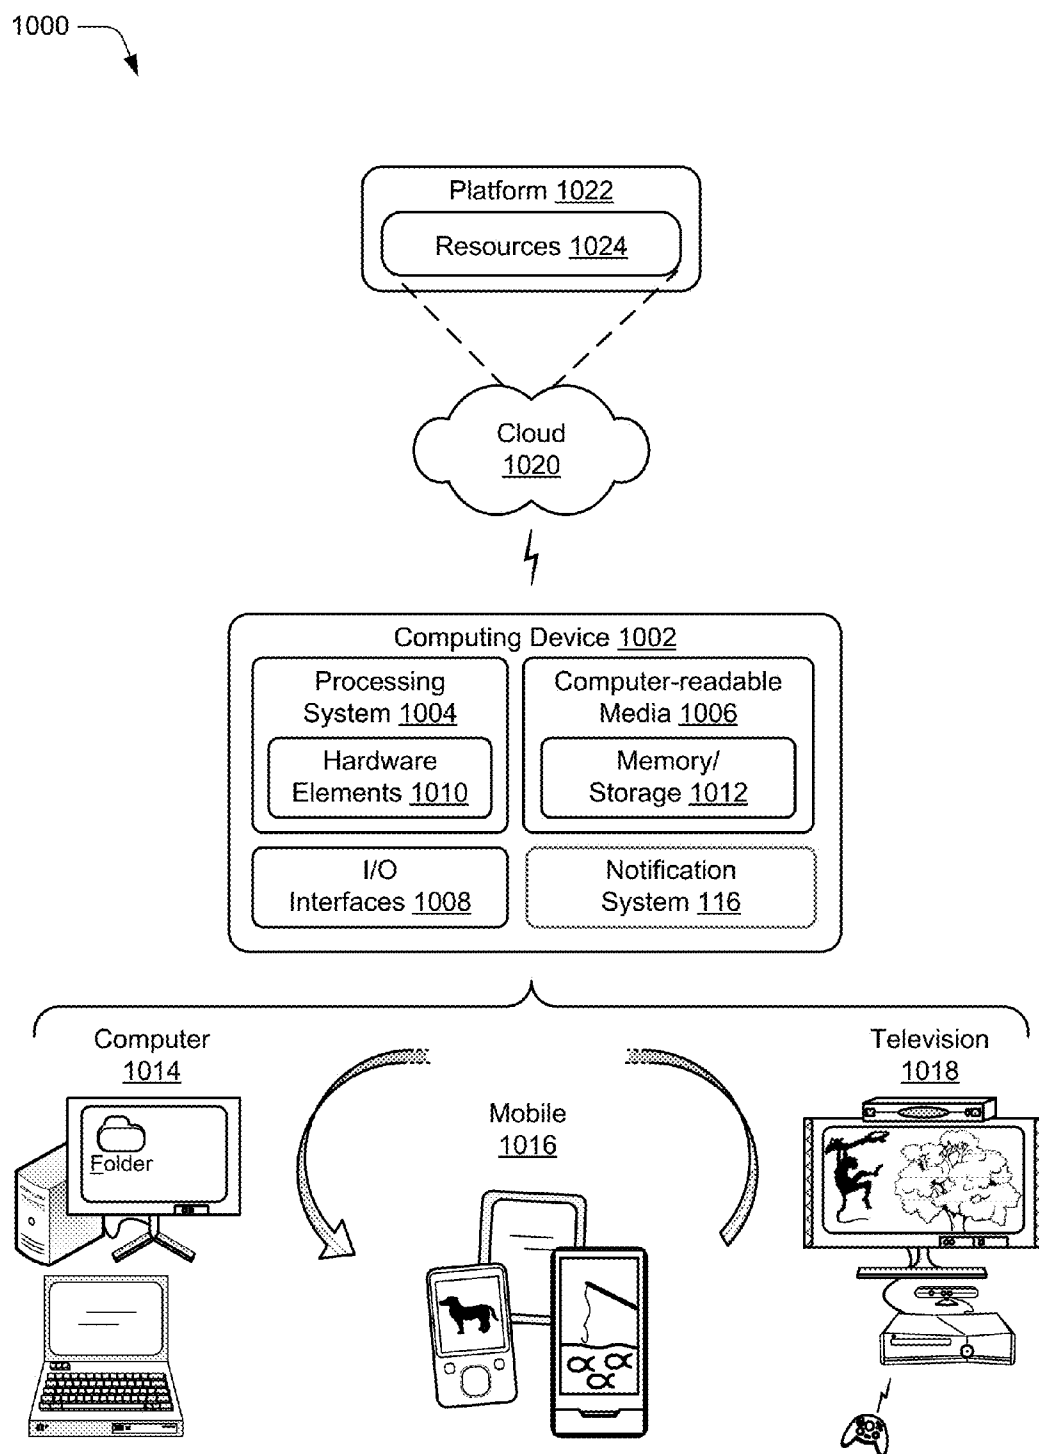 1000
Platform 1022
Resources 1024
Cloud
1020
Computing Device 1002
Processing
System 1004
Hardware
Elements 1010
Computer-readable
Media 1006
Memory/
Storage 1012
I/O
Interfaces 1008
Notification
System 116
Computer
1014
Folder
Mobile
1016
Television
1018